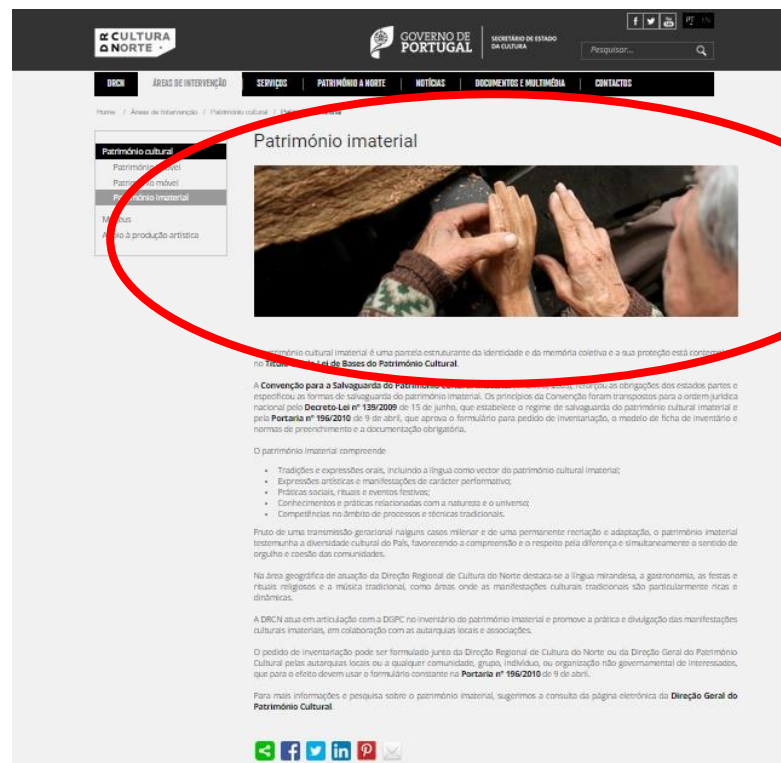 CULTURA
NORTE
GOVERNO DE
PORTUGAL
SECRETÁRIO DE ESTADO
DA CULTURA
PT EN
Pesquisar...
DRCN ÁREAS DE INTERVENÇÃO SERVIÇOS PATRIMÓNIO A NORTE NOTÍCIAS DOCUMENTOS E MULTIMÉDIA CONTACTOS
Home / Áreas de Intervenção / Património cultural /
Património cultural
Património móvel
Património imaterial
Apoio à produção artística
Património imaterial
património cultural imaterial é uma parcela estruturante da identidade e da memória coletiva e a sua proteção está
no Lei de Bases do Património Cultural.
A Convenção para a Salvaguarda do reforçou as obrigações dos estados partes e
especificou as formas de salvaguarda do património imaterial. Os princípios da Convenção foram transpostos para a ordem jurídica
nacional pelo Decreto-Lei nº 139/2009 de 15 de junho, que estabelece o regime de salvaguarda do património cultural imaterial e
pela Portaria nº 196/2010 de 9 de abril, que aprova o formulário para pedido de inventariação, o modelo de ficha de inventário e
normas de preenchimento e a documentação obrigatória.
O património imaterial compreende
• Tradições e expressões orais, incluindo a língua como vector do património cultural imaterial;
• Expressões artísticas e manifestações de carácter performativo;
• Práticas sociais, rituais e eventos festivos;
• Conhecimentos e práticas relacionadas com a natureza e o universo;
• Competências no âmbito de processos e técnicas tradicionais.
Fruto de uma transmissão geracional nalguns casos milenar e de uma permanente recriação e adaptação, o património imaterial
testemunha a diversidade cultural do País, favorecendo a compreensão e o respeito pela diferença e simultaneamente o sentido de
orgulho e coesão das comunidades.
Na área geográfica de atuação da Direção Regional de Cultura do Norte destaca-se a língua mirandesa, a gastronomia, as festas e
rituais religiosos e a música tradicional, como áreas onde as manifestações culturais tradicionais são particularmente ricas e
dinâmicas.
A DRCN atua em articulação com a DGPC no inventário do património imaterial e promove a prática e divulgação das manifestações
culturais imateriais, em colaboração com as autarquias locais e associações.
O pedido de inventariação pode ser formulado junto da Direção Regional de Cultura do Norte ou da Direção Geral do Património
Cultural pelas autarquias locais ou a qualquer comunidade, grupo, indivíduo, ou organização não governamental de interessados,
que para o efeito devem usar o formulário constante na Portaria nº 196/2010 de 9 de abril.
Para mais informações e pesquisa sobre o património imaterial, sugerimos a consulta da página eletrónica da Direção Geral do
Património Cultural.